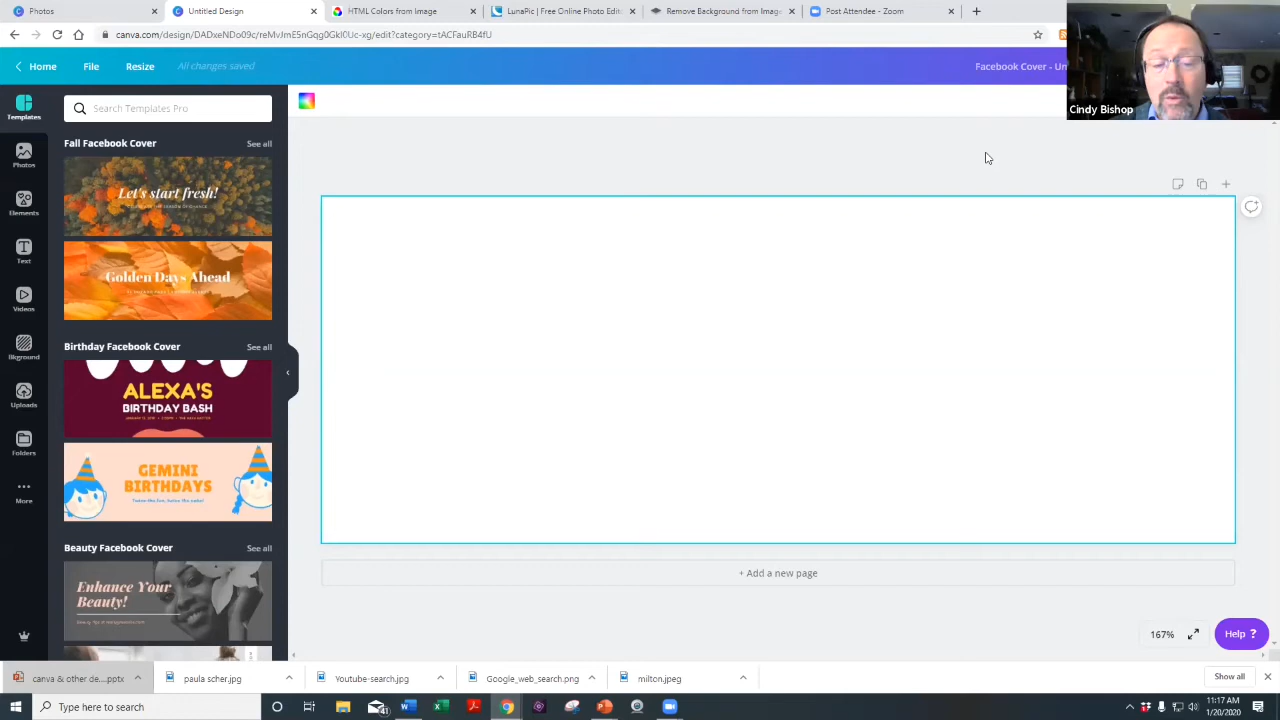 Photos
Untitled Design
HTML Colors from Image
LunaPic | Free Online Photo Edit
Remove Background from Imag
Post Attendee - Zoom
canva.com/design/DADxeNDo09c/reMvJmE5nGqg0Gkl0Uc-xg/edit?category=tACFauRB4fU
Home
File
Resize
All changes saved
Facebook Cover - Un
Cindy Bishop
Templates
Photos
Elements
Text
Videos
Bkground
Uploads
Folders
More
Search Templates Pro
Fall Facebook Cover
See all
Let's start fresh!
Golden Days Ahead
Birthday Facebook Cover
See all
ALEXA'S
BIRTHDAY BASH
GEMINI
BIRTHDAYS
Beauty Facebook Cover
See all
Enhance Your
Beauty!
+ Add a new page
167%
Help ?
canva & other de....pptx
paula scher.jpg
Youtube-search.jpg
Google_web_search.png
milton.jpeg
Show all
Type here to search
11:17 AM
1/20/2020